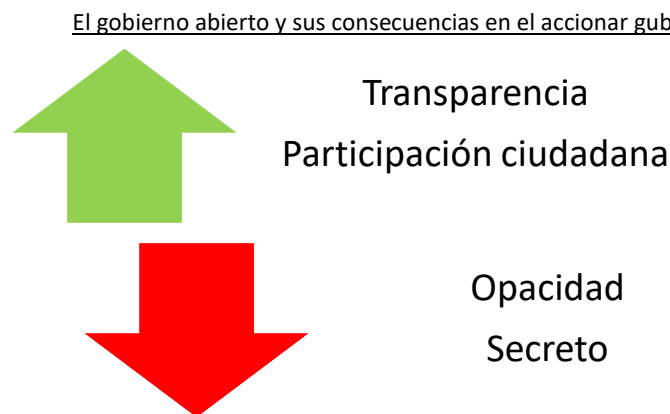 El gobierno abierto y sus consecuencias en el accionar
Transparencia
Participación ciudadana
Opacidad
Secreto